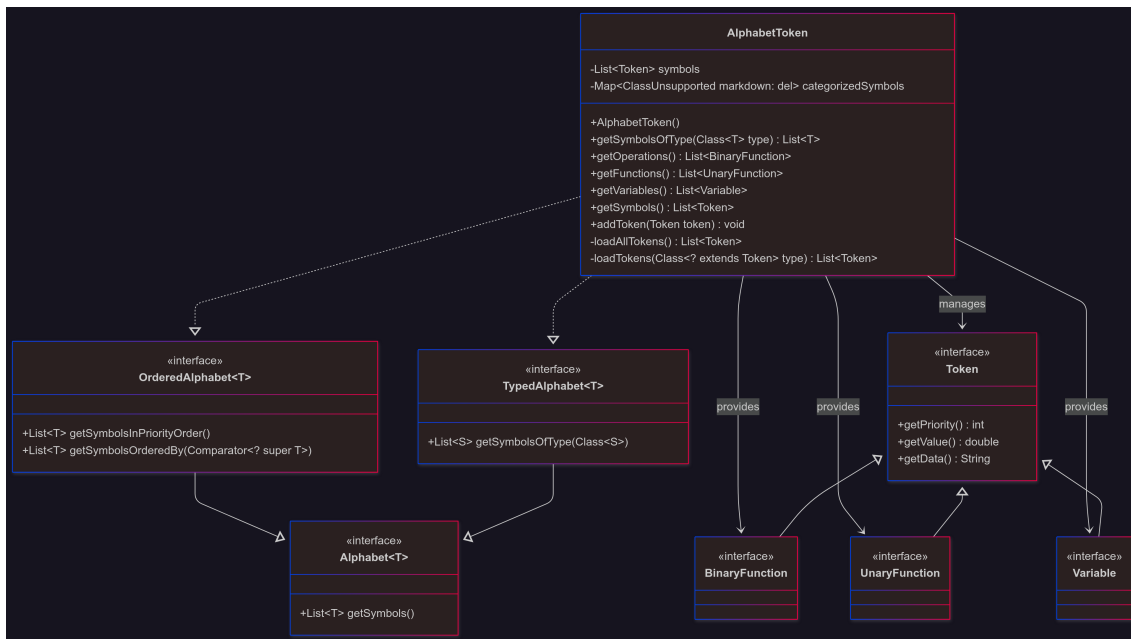 AlphabetToken
-List<Token> symbols
-Map<ClassUnsupported markdown: del> categorizedSymbols
+AlphabetToken()
+getSymbolsOfType(Class<T> type) : List<T>
+getOperations() : List<BinaryFunction>
+getFunctions() : List<UnaryFunction>
+getVariables() : List<Variable>
+getSymbols() : List<Token>
+addToken(Token token) : void
-loadAllTokens() : List<Token>
-loadTokens(Class<? extends Token> type) : List<Token>
manages
«interface»
OrderedAlphabet<T>
+List<T> getSymbolsInPriorityOrder()
+List<T> getSymbolsOrderedBy(Comparator<? super T>)
«interface»
TypedAlphabet<T>
+List<S> getSymbolsOfType(Class<S>)
provides
provides
«interface»
Token
+getPriority() : int
+getValue() : double
+getData() : String
provides
«interface»
Alphabet<T>
+List<T> getSymbols()
«interface»
BinaryFunction
«interface»
UnaryFunction
«interface»
Variable